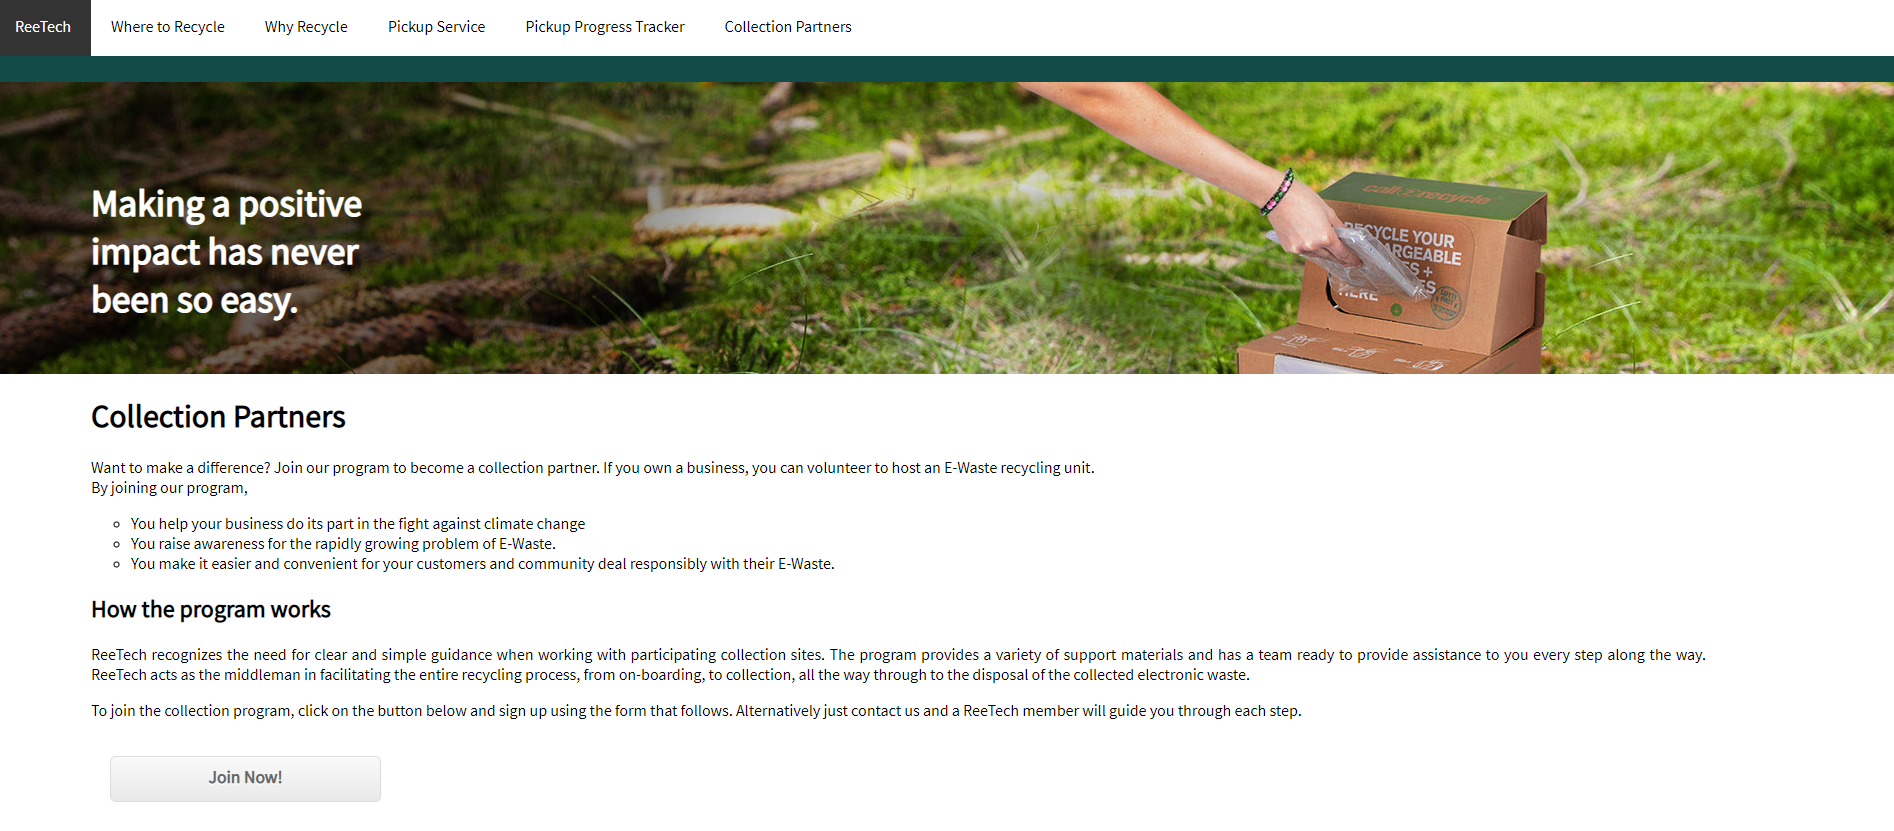 ReeTech Where to Recycle Why Recycle Pickup Service Pickup Progress Tracker Collection Partners
Making a positive
impact has never
been so easy.
call2recycle
RECYCLE YOUR
HERE
Collection Partners
Want to make a difference? Join our program to become a collection partner. If you own a business, you can volunteer to host an E-Waste recycling unit.
By joining our program,
You help your business do its part in the fight against climate change
You raise awareness for the rapidly growing problem of E-Waste.
You make it easier and convenient for your customers and community deal responsibly with their E-Waste.
How the program works
ReeTech recognizes the need for clear and simple guidance when working with participating collection sites. The program provides a variety of support materials and has a team ready to provide assistance to you every step along the way.
ReeTech acts as the middleman in facilitating the entire recycling process, from on-boarding, to collection, all the way through to the disposal of the collected electronic waste.
To join the collection program, click on the button below and sign up using the form that follows. Alternatively just contact us and a ReeTech member will guide you through each step.
Join Now!